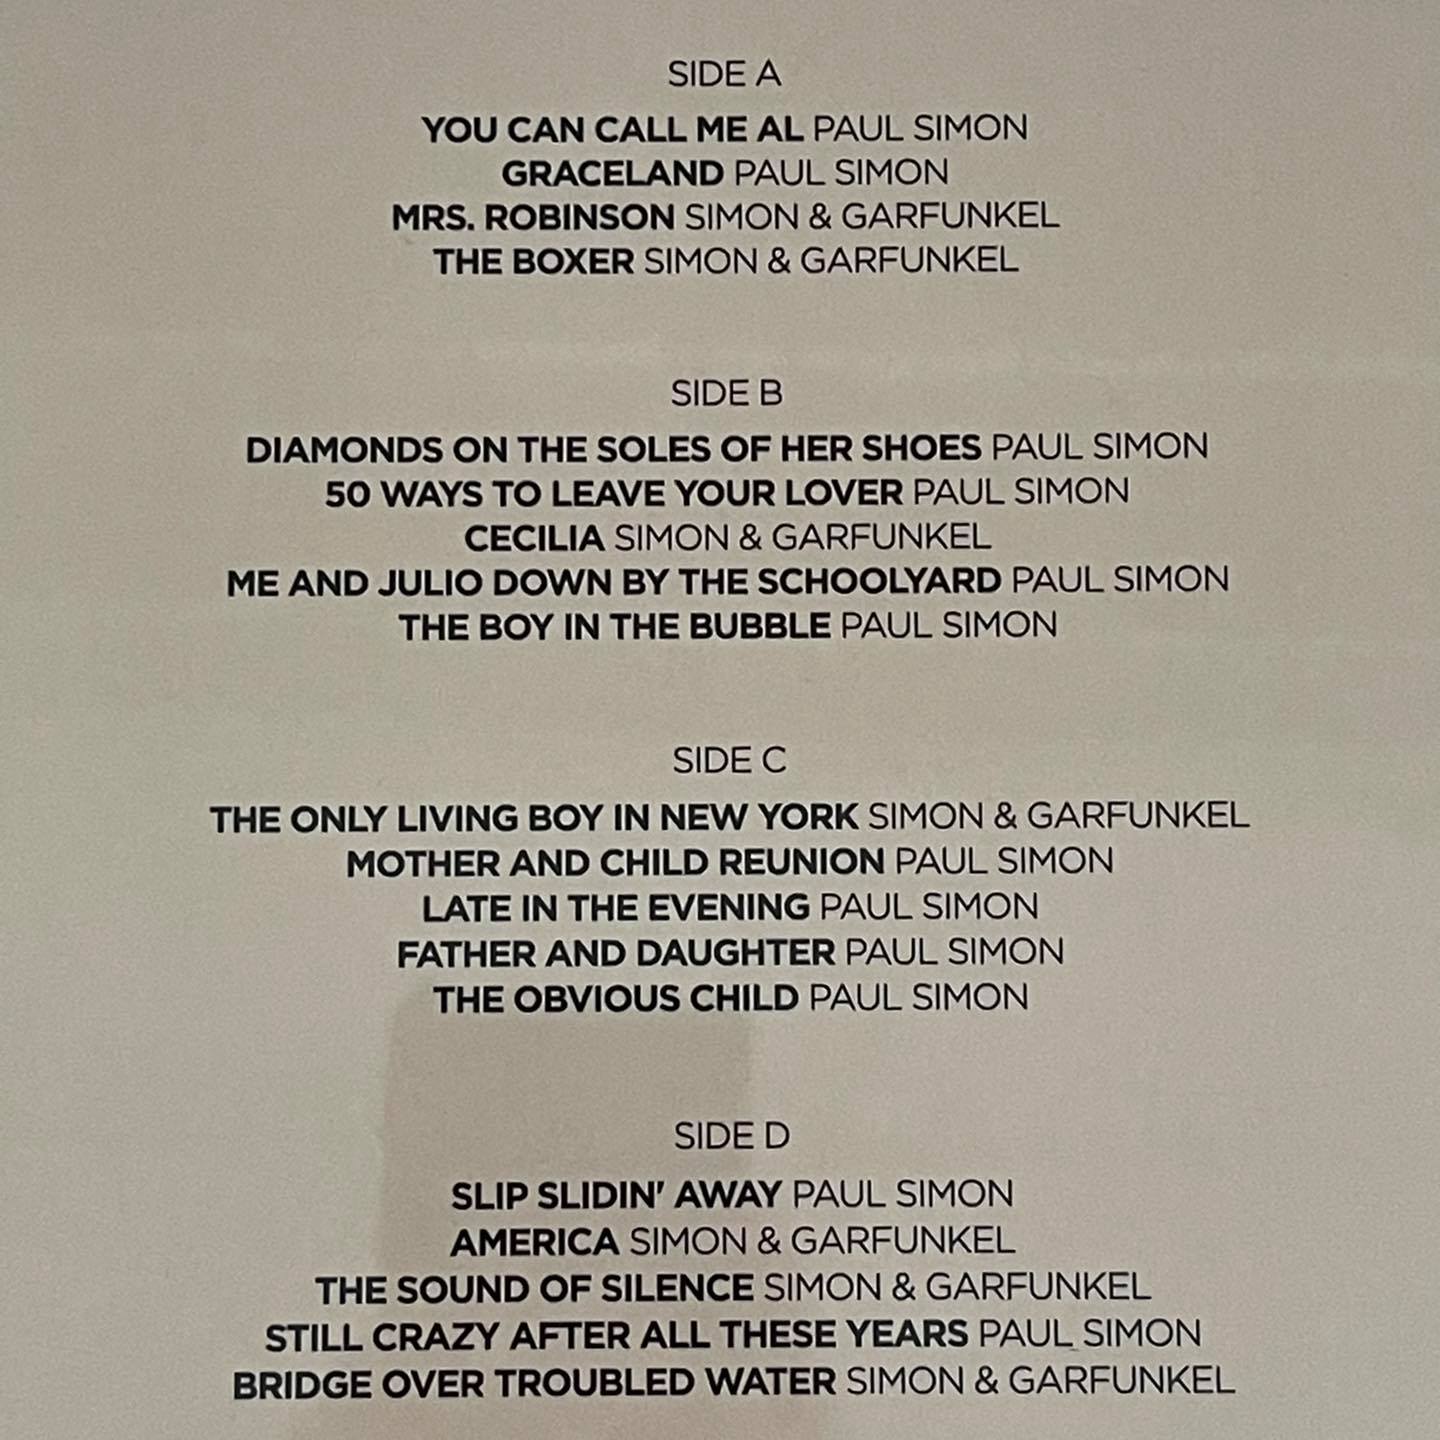 SIDE A
YOU CAN CALL ME AL PAUL SIMON
GRACELAND PAUL SIMON
MRS. ROBINSON SIMON & GARFUNKEL
THE BOXER SIMON & GARFUNKEL
SIDE B
DIAMONDS ON THE SOLES OF HER SHOES PAUL SIMON
50 WAYS TO LEAVE YOUR LOVER PAUL SIMON
CECILIA SIMON & GARFUNKEL
ME AND JULIO DOWN BY THE SCHOOLYARD PAUL SIMON
THE BOY IN THE BUBBLE PAUL SIMON
SIDE C
THE ONLY LIVING BOY IN NEW YORK SIMON & GARFUNKEL
MOTHER AND CHILD REUNION PAUL SIMON
LATE IN THE EVENING PAUL SIMON
FATHER AND DAUGHTER PAUL SIMON
THE OBVIOUS CHILD PAUL SIMON
SIDE D
SLIP SLIDIN' AWAY PAUL SIMON
AMERICA SIMON & GARFUNKEL
THE SOUND OF SILENCE SIMON & GARFUNKEL
STILL CRAZY AFTER ALL THESE YEARS PAUL SIMON
BRIDGE OVER TROUBLED WATER SIMON & GARFUNKEL